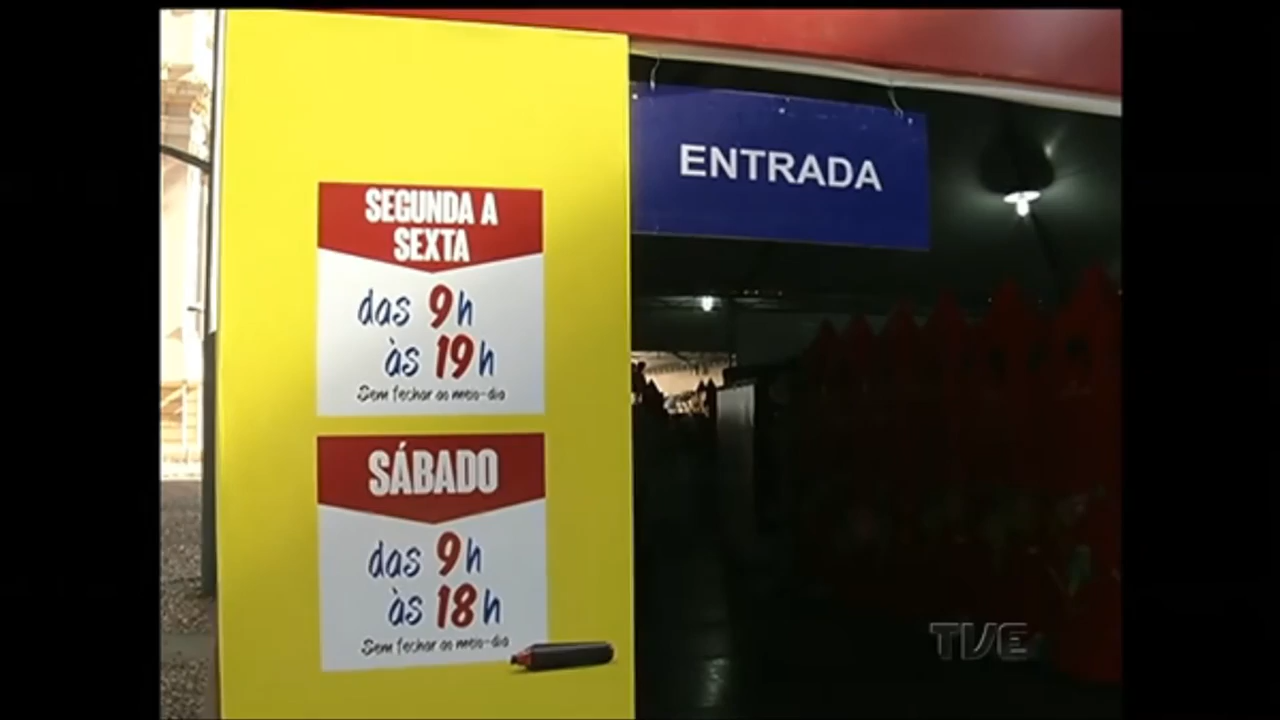 SEGUNDA A
SEXTA
das 9h
às 19h
Sem fechar ao meio-dia
SÁBADO
das 9h
às 18h
Sem fechar ao meio-dia
ENTRADA
TVE